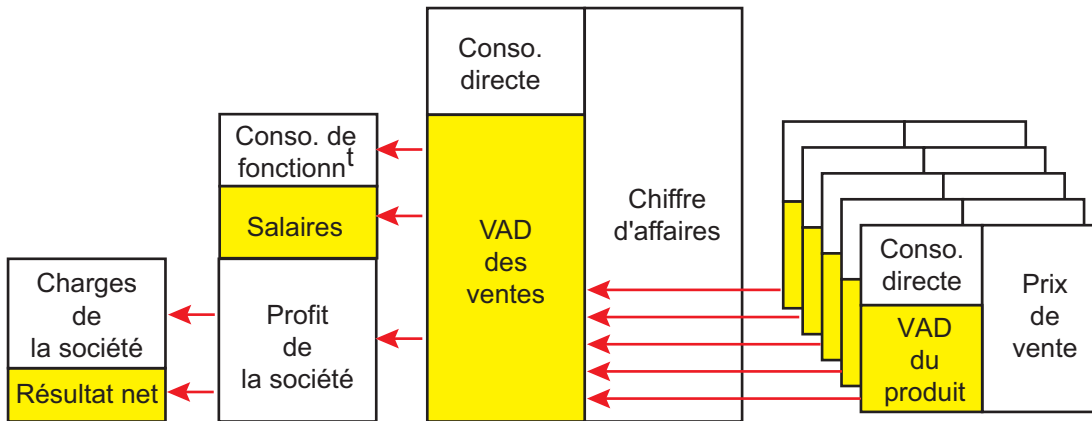 Conso.
directe
Conso. de
fonctionnt
Salaires
VAD
des
ventes
Chiffre
d'affaires
Charges
de
la société
Résultat net
Profit
de
la société
Conso.
directe
VAD
du
produit
Prix
de
vente